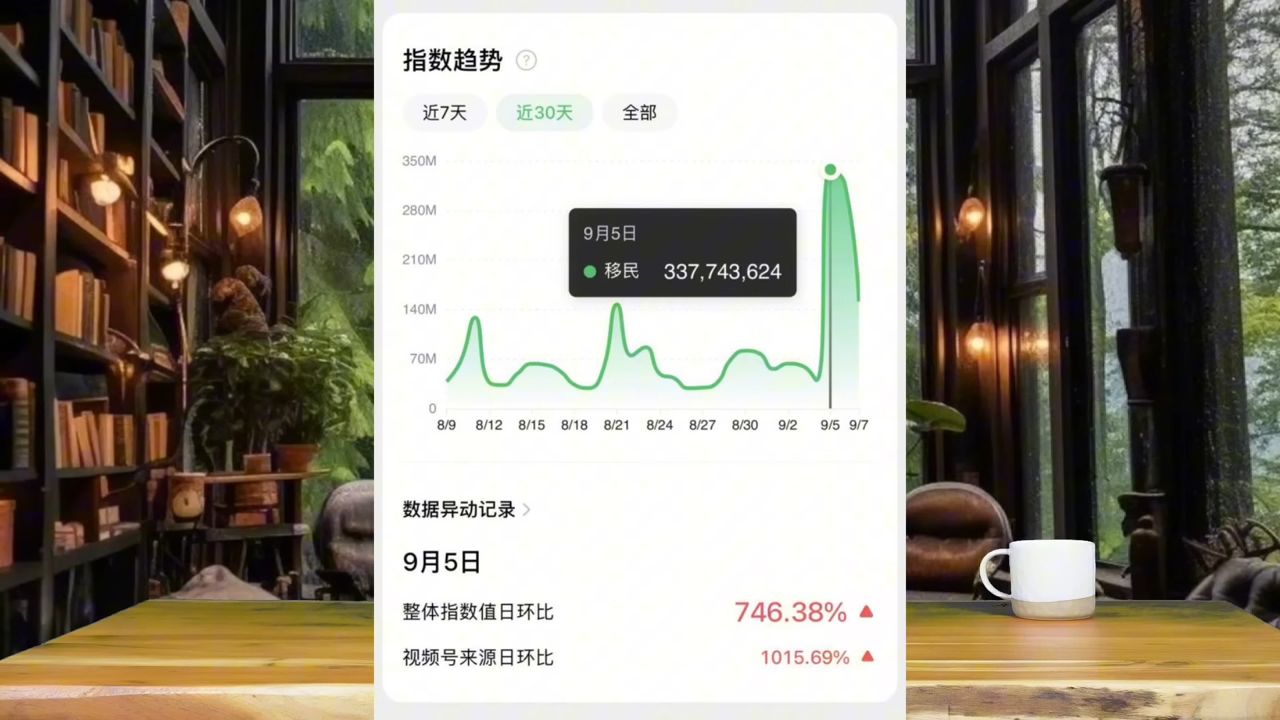 指数趋势 ?
近7天 近30天 全部
350M
280M
210M
140M
70M
0
9月5日
移民 337,743,624
8/9 8/12 8/15 8/18 8/21 8/24 8/27 8/30 9/2 9/5 9/7
数据异动记录
9月5日
整体指数值日环比 746.38%
视频号来源日环比 1015.69%